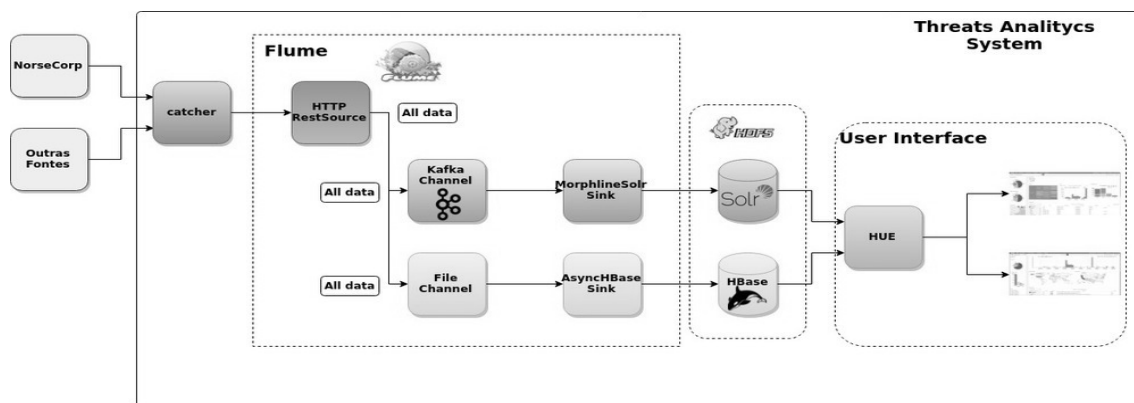 Threats Analitycs
System
Flume
NorseCorp
Outras
Fontes
catcher
HTTP
RestSource
All data
All data
Kafka
Channel
MorphlineSolr
Sink
All data
File
Channel
AsyncHBase
Sink
HDFS
Solr
HBase
User Interface
HUE